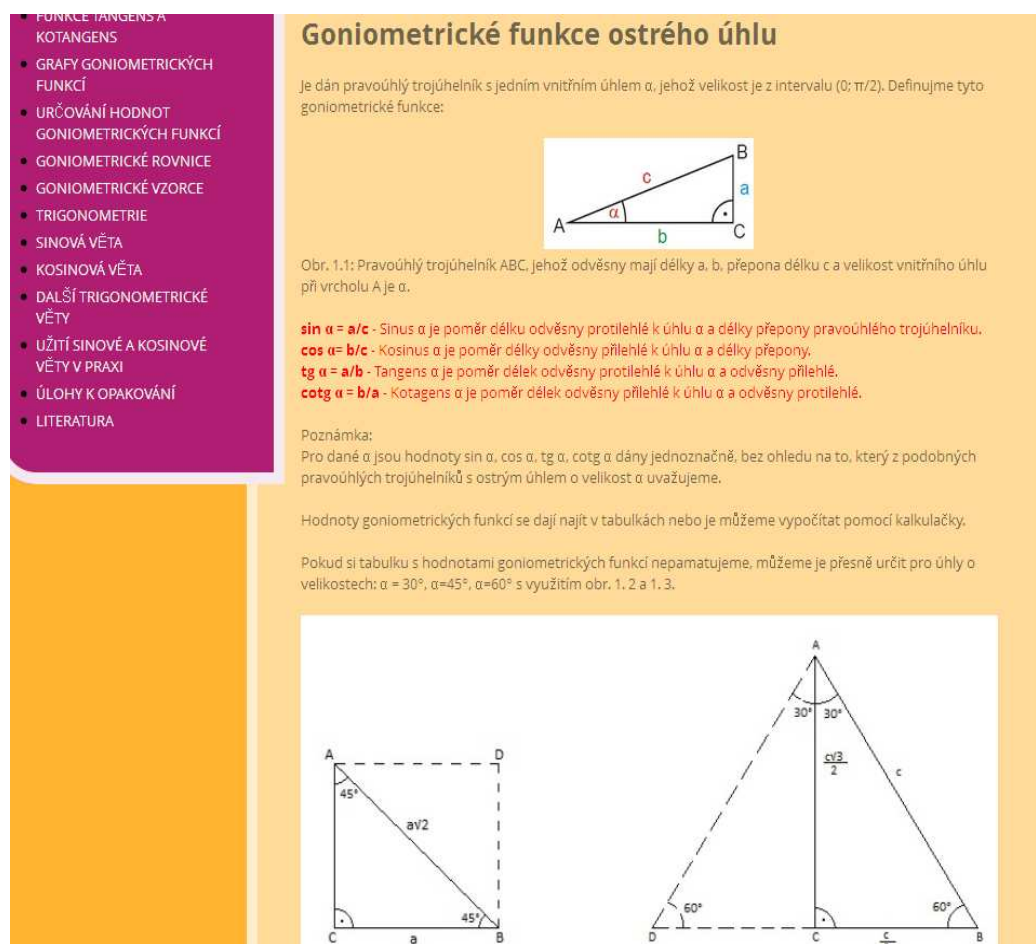 FUNKCE TANGENS A
KOTANGENS
GRAFY GONIOMETRICKÝCH
FUNKCÍ
URČOVÁNÍ HODNOT
GONIOMETRICKÝCH FUNKCÍ
GONIOMETRICKÉ ROVNICE
GONIOMETRICKÉ VZORCE
TRIGONOMETRIE
SINOVÁ VĚTA
KOSINOVÁ VĚTA
DALŠÍ TRIGONOMETRICKÉ
VĚTY
UŽITÍ SINOVÉ A KOSINOVÉ
VĚTY V PRAXI
ÚLOHY K OPAKOVÁNÍ
LITERATURA
Goniometrické funkce ostrého úhlu
Je dán pravoúhlý trojúhelník s jedním vnitřním úhlem α, jehož velikost je z intervalu (0; π/2). Definujme tyto
goniometrické funkce:
B
c
a
α
A
b
C
Obr. 1.1: Pravoúhlý trojúhelník ABC, jehož odvěsny mají délky a, b, přepona délku c a velikost vnitřního úhlu
při vrcholu A je α.
sin α = a/c - Sinus α je poměr délku odvěsny protilehlé k úhlu α a délky přepony pravoúhlého trojúhelníku.
cos α= b/c - Kosinus α je poměr délky odvěsny přilehlé k úhlu α a délky přepony.
tg α = a/b - Tangens α je poměr délek odvěsny protilehlé k úhlu α a odvěsny přilehlé.
cotg α = b/a - Kotagens α je poměr délek odvěsny přilehlé k úhlu α a odvěsny protilehlé.
Poznámka:
Pro dané α jsou hodnoty sin α, cos α, tg α, cotg α dány jednoznačně, bez ohledu na to, který z podobných
pravoúhlých trojúhelníků s ostrým úhlem o velikost α uvažujeme.
Hodnoty goniometrických funkcí se dají najít v tabulkách nebo je můžeme vypočítat pomocí kalkulačky.
Pokud si tabulku s hodnotami goniometrických funkcí nepamatujeme, můžeme je přesně určit pro úhly o
velikostech: α = 30°, α=45°, α=60° s využitím obr. 1. 2 a 1. 3.
A
D
45°
a√2
45°
C
a
B
A
30°
30°
c√3
2
c
60°
60°
D
C
c
B